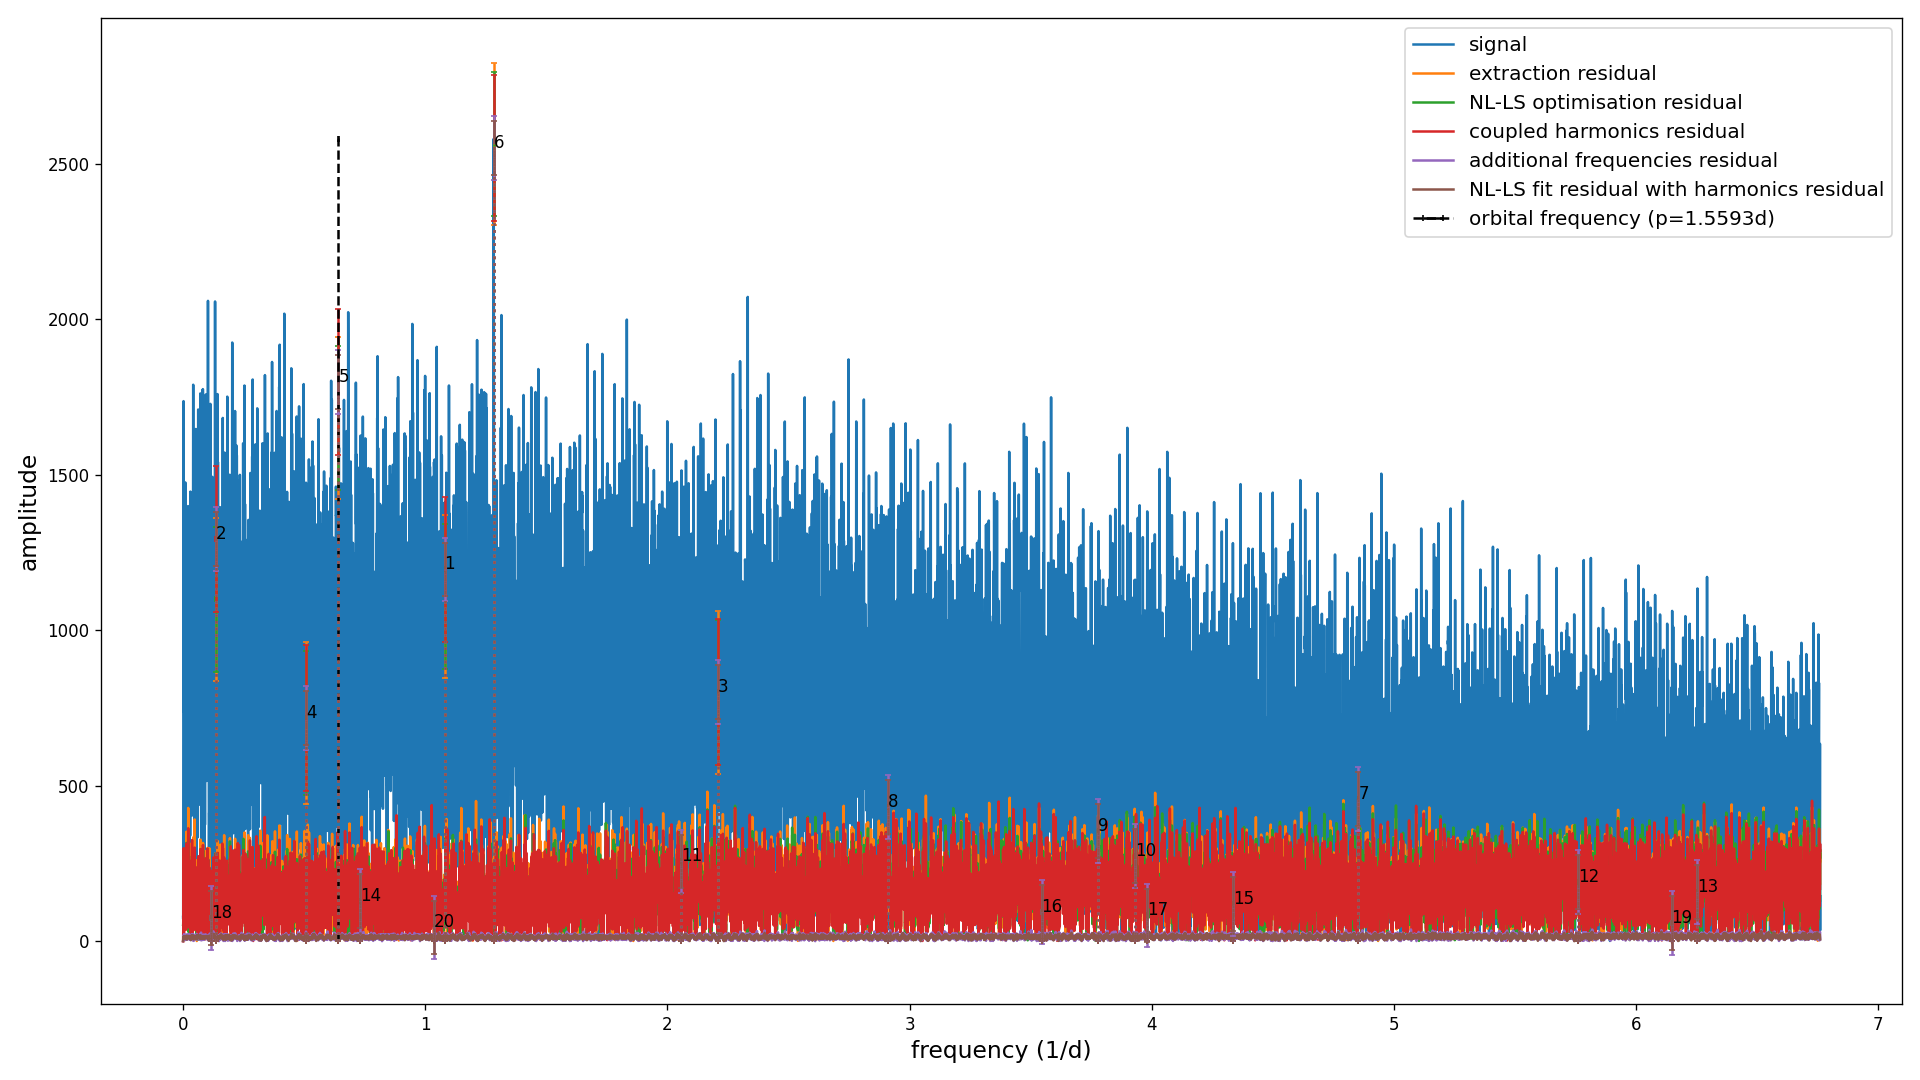 signal
extraction residual
NL-LS optimisation residual
coupled harmonics residual
additional frequencies residual
NL-LS fit residual with harmonics residual
orbital frequency (p=1.5593d)
amplitude
2500
2000
1500
1000
500
0
6
5
2
1
3
4
7
8
9
10
11
12
13
14
15
16
17
18
19
20
0 1 2 3 4 5 6 7
frequency (1/d)